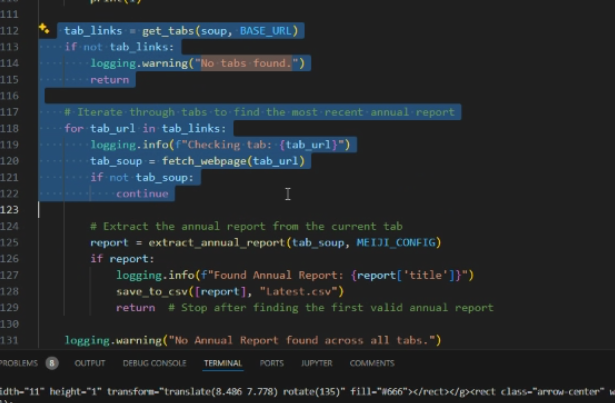 111
112 tab_links = get_tabs(soup, BASE_URL)
113 if not tab_links:
114 logging.warning("No tabs found.")
115 return
116
117 # Iterate through tabs to find the most recent annual report
118 for tab_url in tab_links:
119 logging.info(f"Checking tab: {tab_url}")
120 tab_soup = fetch_webpage(tab_url)
121 if not tab_soup:
122 continue
123
124 # Extract the annual report from the current tab
125 report = extract_annual_report(tab_soup, MEIJI_CONFIG)
126 if report:
127 logging.info(f"Found Annual Report: {report['title']}")
128 save_to_csv([report], "Latest.csv")
129 return # Stop after finding the first valid annual report
130
131 logging.warning("No Annual Report found across all tabs.")
PROBLEMS 8 OUTPUT DEBUG CONSOLE TERMINAL PORTS JUPYTER COMMENTS
idth="11" height="1" transform="translate(8.486 7.778) rotate(135)" fill="#666"></rect></g><rect class="arrow-center" w